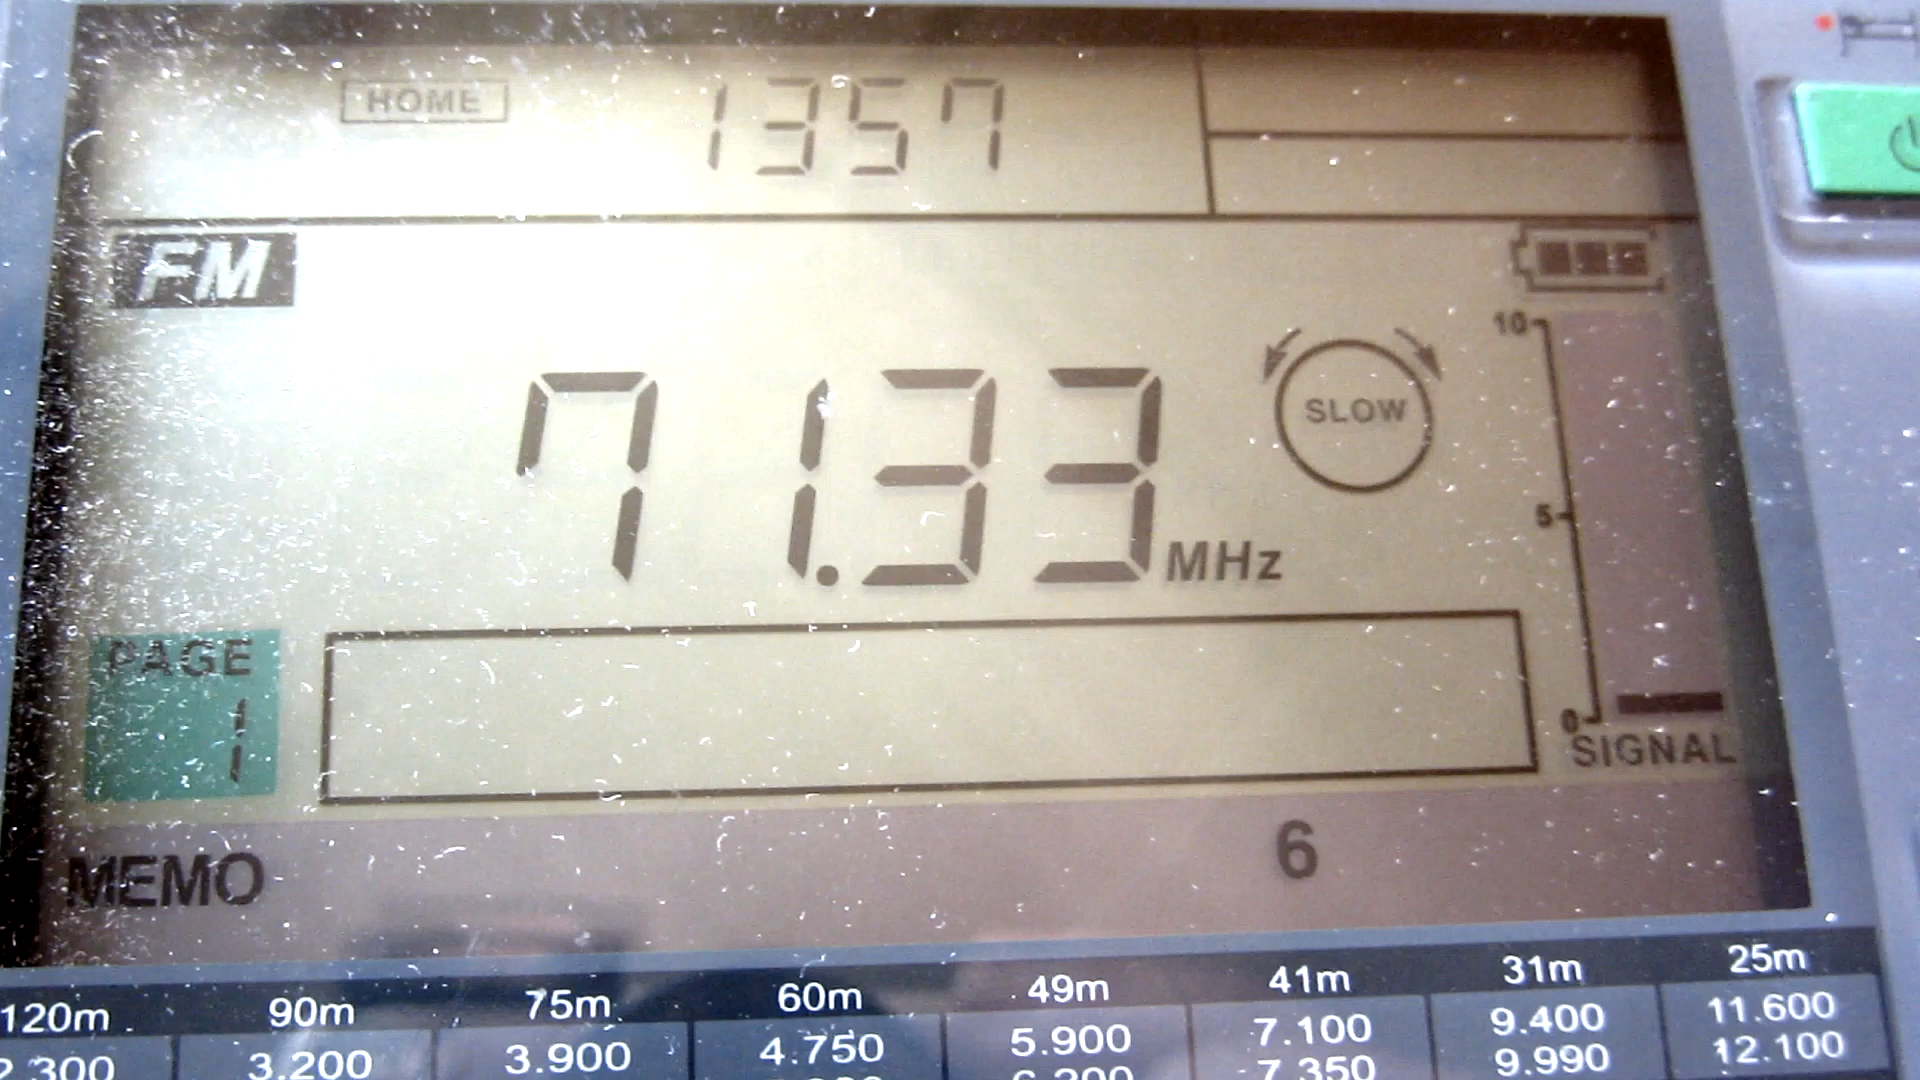 HOME 1357
FM
10
71.33 MHz
SLOW
5
PAGE
1
0
SIGNAL
MEMO 6
120m 90m 75m 60m 49m 41m 31m 25m
3.200 3.900 4.750 5.900 7.100 9.400 11.600
7.350 9.990 12.100